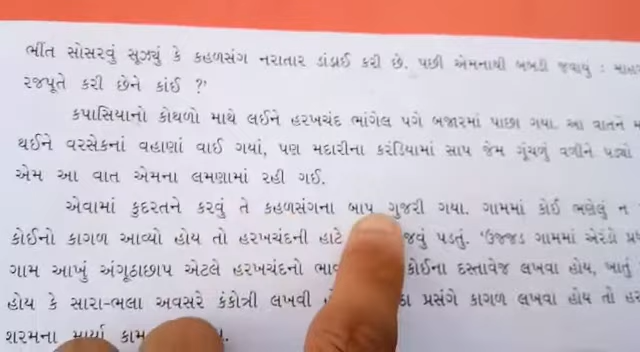 ભીંત સોસરવું સૂઝ્યું કે કહળસંગ નરાતાર ડાંડાઈ કરી છે. પછી એમનાથી બબડી જવાયું :
રજપૂતે કરી છેને કાંઈ ?'
કપાસિયાનો કોથળો માથે લઈને હરખચંદ ભાંગેલ પગે બજારમાં પાછા ગયા. આ વાતને
થઈને વરસેકનાં વહાણાં વાઈ ગયાં, પણ મદારીના કરંડિયામાં સાપ જેમ ગૂંચળું વળીને પડ્યો
એમ આ વાત એમના લમણામાં રહી ગઈ.
એવામાં કુદરતને કરવું તે કહળસંગના બાપ ગુજરી ગયા. ગામમાં કોઈ ભણેલું ન
કોઈનો કાગળ આવ્યો હોય તો હરખચંદની હાટે જવું પડતું. 'ઉજ્જડ ગામમાં એરંડો
ગામ આખું અંગૂઠાછાપ એટલે હરખચંદનો કોઈના દસ્તાવેજ લખવા હોય, ખાતું
હોય કે સારા-ભલા અવસરે કંકોત્રી લખવી પ્રસંગે કાગળ લખવા હોય તો
શરમના માર્યા કામ